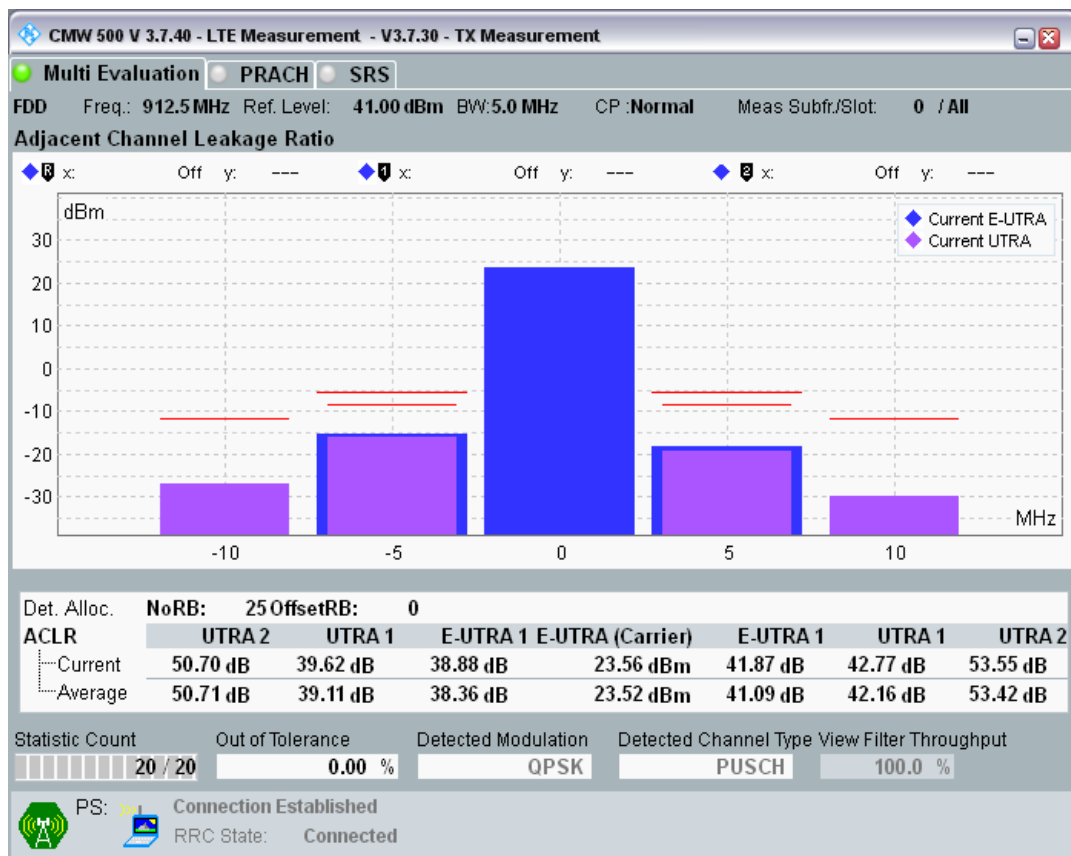 CMW 500 V 3.7.40 - LTE Measurement - V3.7.30 - TX Measurement
Multi Evaluation PRACH SRS
FDD Freq.: 912.5 MHz Ref. Level: 41.00 dBm BW:5.0 MHz CP :Normal Meas Subfr./Slot: 0 / All
Adjacent Channel Leakage Ratio
R x: Off y: --- 1 x: Off y: --- 2 x: Off y: ---
dBm
Current E-UTRA
Current UTRA
30
20
10
0
-10
-20
-30
MHz
-10 -5 0 5 10
Det. Alloc. NoRB: 25 OffsetRB: 0
ACLR UTRA 2 UTRA 1 E-UTRA 1 E-UTRA (Carrier) E-UTRA 1 UTRA 1 UTRA 2
Current 50.70 dB 39.62 dB 38.88 dB 23.56 dBm 41.87 dB 42.77 dB 53.55 dB
Average 50.71 dB 39.11 dB 38.36 dB 23.52 dBm 41.09 dB 42.16 dB 53.42 dB
Statistic Count Out of Tolerance Detected Modulation Detected Channel Type View Filter Throughput
20 / 20 0.00 % QPSK PUSCH 100.0 %
PS: Connection Established
RRC State: Connected